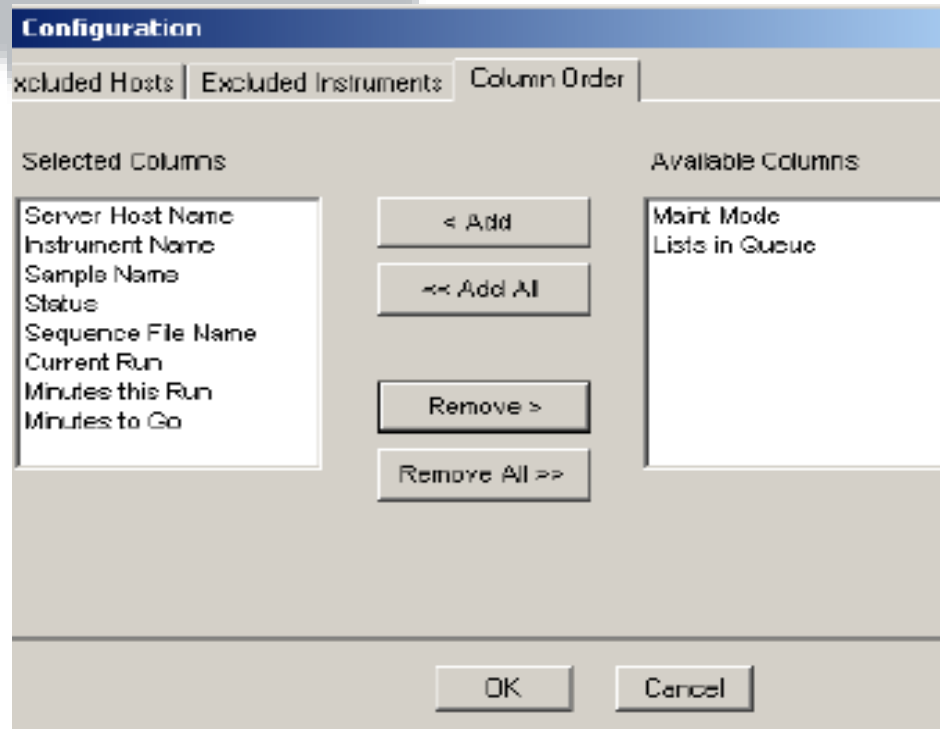 Configuration
xcluded Hosts
Excluded Instruments
Column Order
Selected Columns
Available Columns
Server Host Name
Instrument Name
Sample Name
Status
Sequence File Name
Current Run
Minutes this Run
Minutes to Go
< Add
<< Add All
Remove >
Remove All >>
Maint Mode
Lists in Queue
OK
Cancel